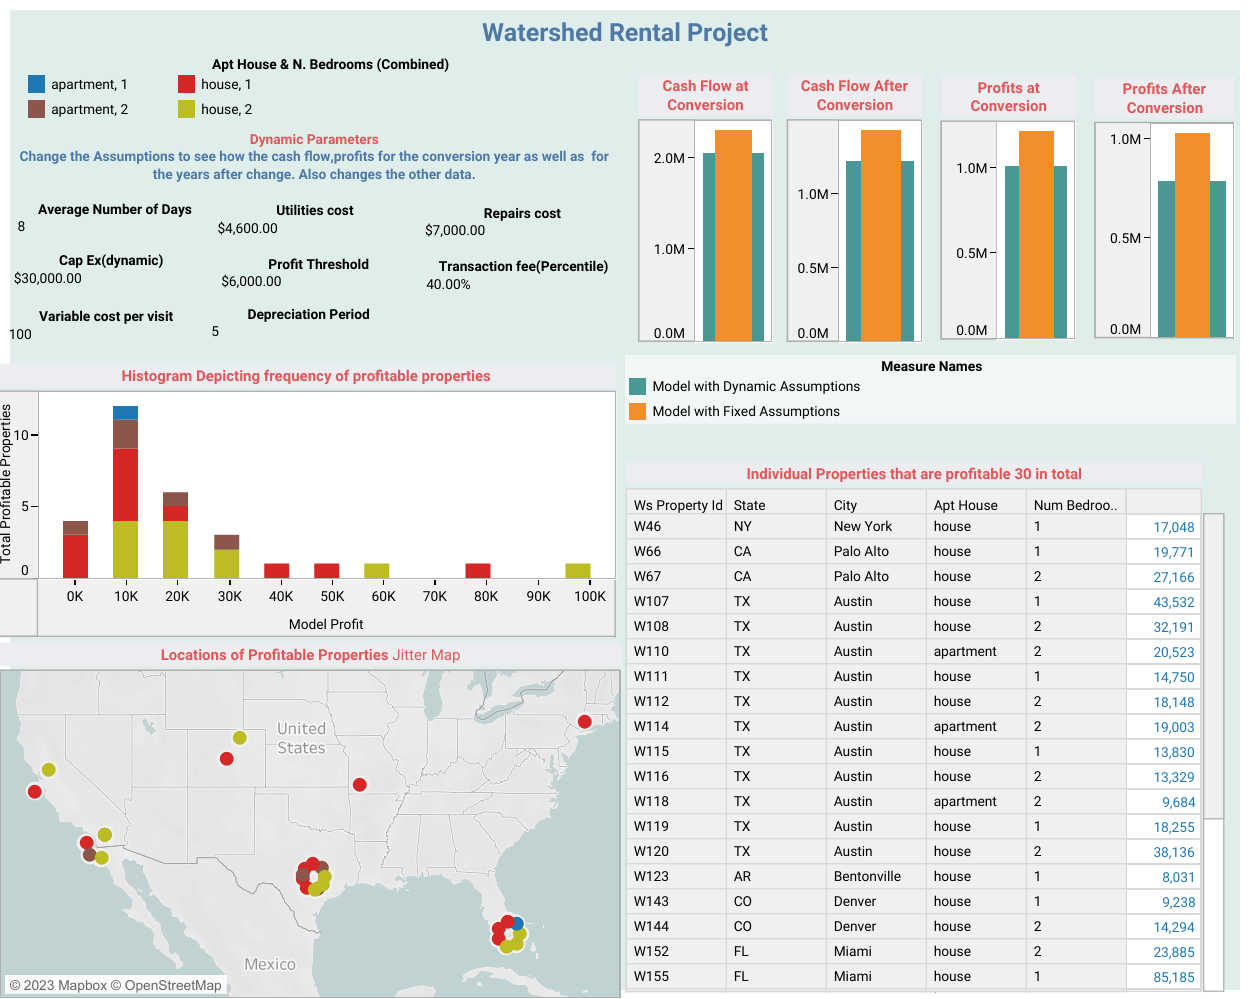 Watershed Rental Project
Apt House & N. Bedrooms (Combined)
apartment, 1
house, 1
apartment, 2
house, 2
Dynamic Parameters
Change the Assumptions to see how the cash flow,profits for the conversion year as well as for
the years after change. Also changes the other data.
Average Number of Days
8
Utilities cost
$4,600.00
Repairs cost
$7,000.00
Cap Ex(dynamic)
$30,000.00
Profit Threshold
$6,000.00
Transaction fee(Percentile)
40.00%
Variable cost per visit
100
Depreciation Period
5
Cash Flow at
Conversion
2.0M
1.0M
0.0M
Cash Flow After
Conversion
1.0M
0.5M
0.0M
Profits at
Conversion
1.0M
0.5M
0.0M
Profits After
Conversion
1.0M
0.5M
0.0M
Measure Names
Model with Dynamic Assumptions
Model with Fixed Assumptions
Histogram Depicting frequency of profitable properties
Total Profitable Properties
10
5
0
0K 10K 20K 30K 40K 50K 60K 70K 80K 90K 100K
Model Profit
Locations of Profitable Properties Jitter Map
United
States
Mexico
© 2023 Mapbox © OpenStreetMap
Individual Properties that are profitable 30 in total
Ws Property Id State City Apt House Num Bedroo..
W46 NY New York house 1 17,048
W66 CA Palo Alto house 1 19,771
W67 CA Palo Alto house 2 27,166
W107 TX Austin house 1 43,532
W108 TX Austin house 2 32,191
W110 TX Austin apartment 2 20,523
W111 TX Austin house 1 14,750
W112 TX Austin house 2 18,148
W114 TX Austin apartment 2 19,003
W115 TX Austin house 1 13,830
W116 TX Austin house 2 13,329
W118 TX Austin apartment 2 9,684
W119 TX Austin house 1 18,255
W120 TX Austin house 2 38,136
W123 AR Bentonville house 1 8,031
W143 CO Denver house 1 9,238
W144 CO Denver house 2 14,294
W152 FL Miami house 2 23,885
W155 FL Miami house 1 85,185